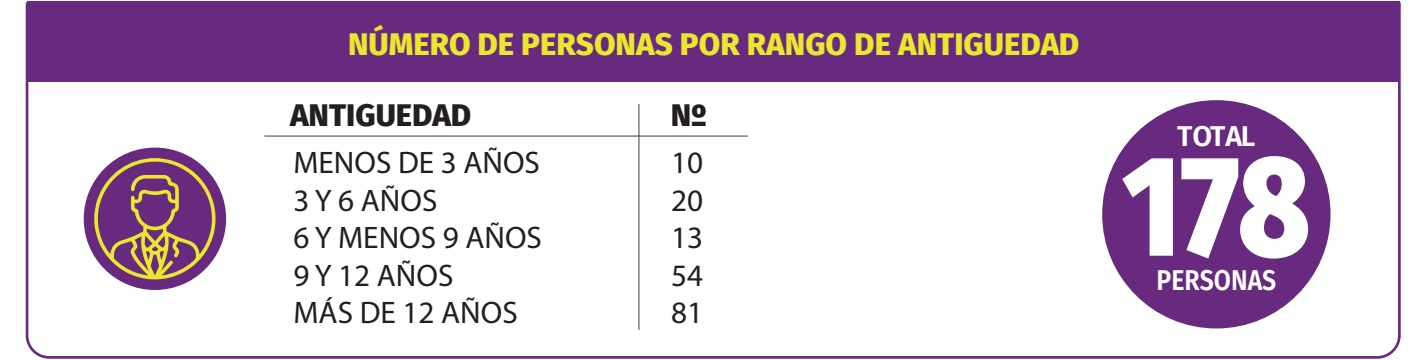 NÚMERO DE PERSONAS POR RANGO DE ANTIGUEDAD
ANTIGUEDAD Nº
MENOS DE 3 AÑOS 10
3 Y 6 AÑOS 20
6 Y MENOS 9 AÑOS 13
9 Y 12 AÑOS 54
MÁS DE 12 AÑOS 81
TOTAL
178
PERSONAS